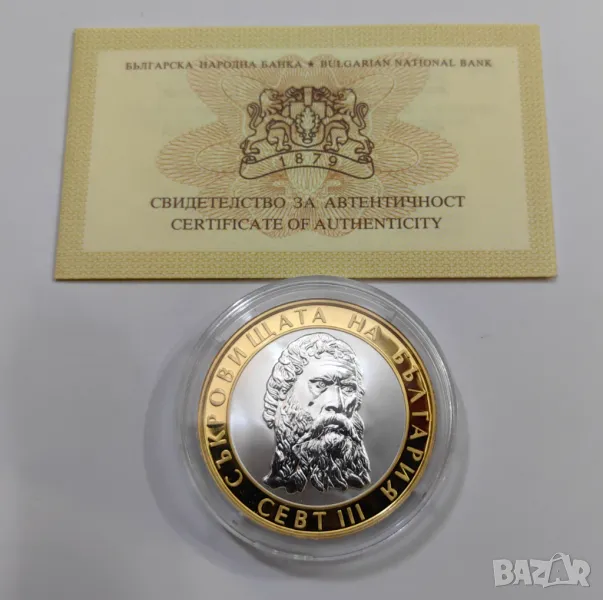 БЪЛГАРСКА НАРОДНА БАНКА ★ BULGARIAN NATIONAL BANK
1879
СВИДЕТЕЛСТВО ЗА АВТЕНТИЧНОСТ
CERTIFICATE OF AUTHENTICITY
СЪКРОВИЩАТА НА БЪЛГАРИЯ
СЕВТ III
BAZAR